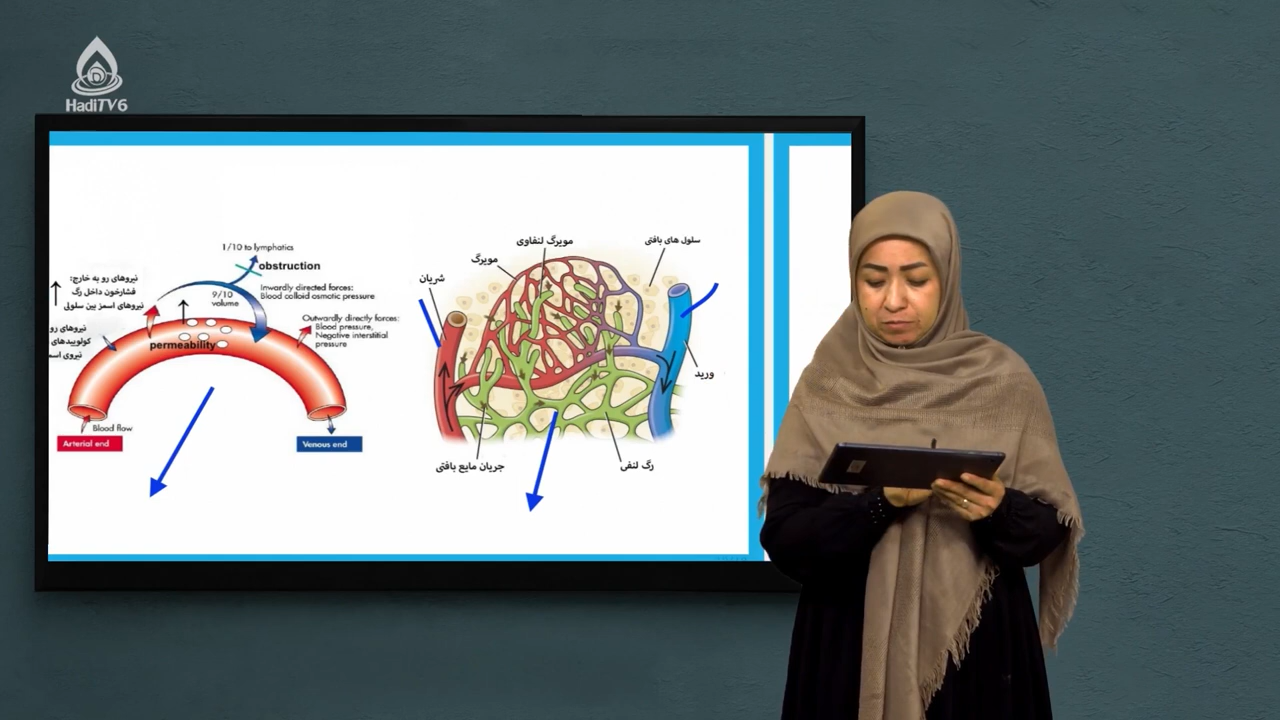 HadiTV6
1/10 to lymphatics
obstruction
9/10
volume
Inwardly directed forces:
Blood colloid osmotic pressure
نیروهای رو به خارج:
فشارخون داخل رگ
نیروهای اسمز بین سلولی
نیروهای رو
کولوییدهای
نیروی
permeability
Outwardly directly forces:
Blood pressure,
Negative interstitial
pressure
Blood flow
Arterial end
Venous end
مویرگ لنفاوی
سلول های بافتی
مویرگ
شریان
ورید
جریان مایع بافتی
رگ لنفی